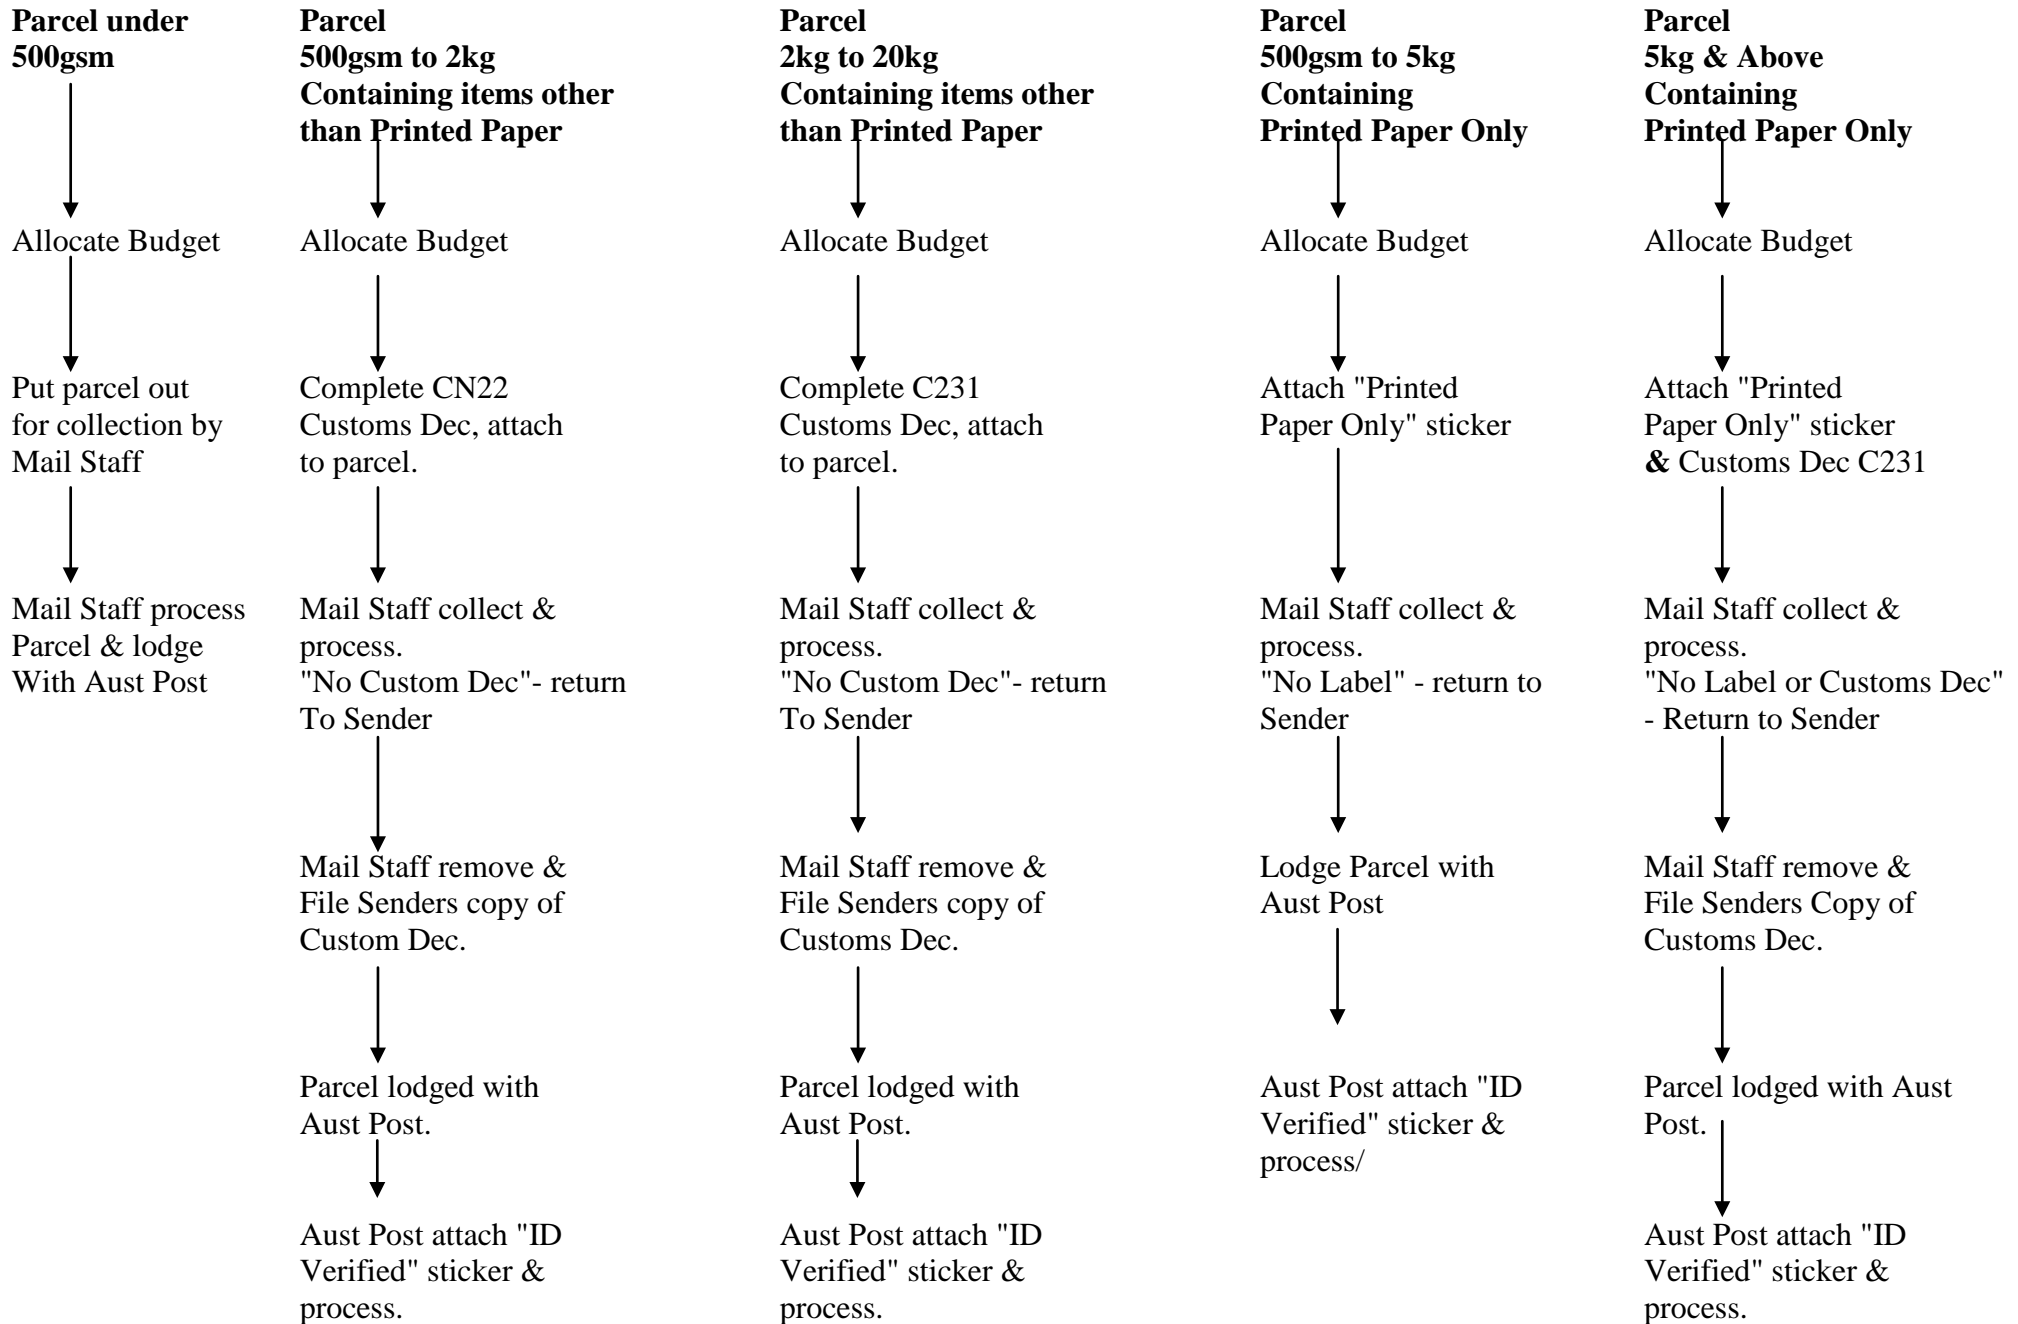 Parcel under
500gsm
Allocate Budget
Put parcel out
for collection by
Mail Staff
Mail Staff process
Parcel & lodge
With Aust Post
Parcel
500gsm to 2kg
Containing items other
than Printed Paper
Allocate Budget
Complete CN22
Customs Dec, attach
to parcel.
Mail Staff collect &
process.
"No Custom Dec"- return
To Sender
Mail Staff remove &
File Senders copy of
Custom Dec.
Parcel lodged with
Aust Post.
Aust Post attach "ID
Verified" sticker &
process.
Parcel
2kg to 20kg
Containing items other
than Printed Paper
Allocate Budget
Complete C231
Customs Dec, attach
to parcel.
Mail Staff collect &
process.
"No Custom Dec"- return
To Sender
Mail Staff remove &
File Senders copy of
Customs Dec.
Parcel lodged with
Aust Post.
Aust Post attach "ID
Verified" sticker &
process.
Parcel
500gsm to 5kg
Containing
Printed Paper Only
Allocate Budget
Attach "Printed
Paper Only" sticker
Mail Staff collect &
process.
"No Label" - return to
Sender
Lodge Parcel with
Aust Post
Aust Post attach "ID
Verified" sticker &
process/
Parcel
5kg & Above
Containing
Printed Paper Only
Allocate Budget
Attach "Printed
Paper Only" sticker
& Customs Dec C231
Mail Staff collect &
process.
"No Label or Customs Dec"
- Return to Sender
Mail Staff remove &
File Senders Copy of
Customs Dec.
Parcel lodged with Aust
Post.
Aust Post attach "ID
Verified" sticker &
process.